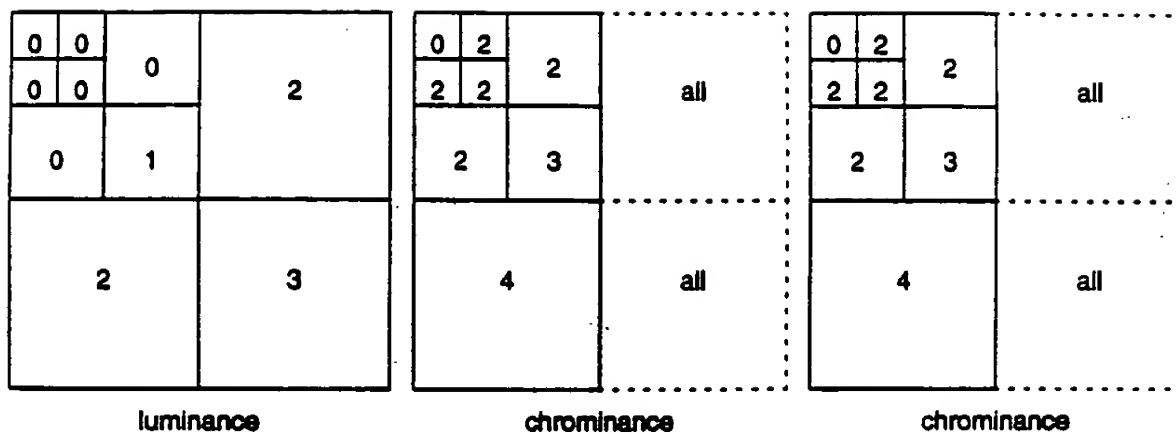 0 0 0 2 0 2 2 all 0 2 2 all
0 0 2 2 2 2
0 1 2 3 2 3
2 3 4 all 4 all
luminance chrominance chrominance